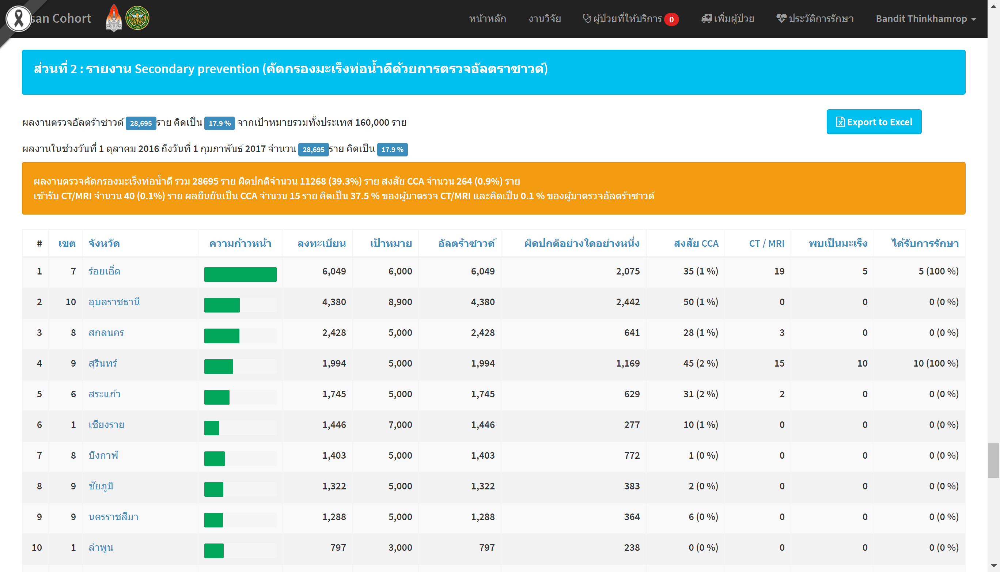 san Cohort
หน้าหลัก งานวิจัย ผู้ป่วยที่ให้บริการ 0 เพิ่มผู้ป่วย ประวัติการรักษา Bandit Thinkhamrop
ส่วนที่ 2 : รายงาน Secondary prevention (คัดกรองมะเร็งท่อน้ำดีด้วยการตรวจอัลตราซาวด์)
ผลงานตรวจอัลตร้าซาวด์ 28,695 ราย คิดเป็น 17.9 % จากเป้าหมายรวมทั้งประเทศ 160,000 ราย
Export to Excel
ผลงานในช่วงวันที่ 1 ตุลาคม 2016 ถึงวันที่ 1 กุมภาพันธ์ 2017 จำนวน 28,695 ราย คิดเป็น 17.9 %
ผลงานตรวจคัดกรองมะเร็งท่อน้ำดี รวม 28695 ราย ผิดปกติจำนวน 11268 (39.3%) ราย สงสัย CCA จำนวน 264 (0.9%) ราย
เข้ารับ CT/MRI จำนวน 40 (0.1%) ราย ผลยืนยันเป็น CCA จำนวน 15 ราย คิดเป็น 37.5 % ของผู้มาตรวจ CT/MRI และคิดเป็น 0.1 % ของผู้มาตรวจอัลตร้าซาวด์
# เขต จังหวัด ความก้าวหน้า ลงทะเบียน เป้าหมาย อัลตร้าซาวด์ ผิดปกติอย่างใดอย่างหนึ่ง สงสัย CCA CT / MRI พบเป็นมะเร็ง ได้รับการรักษา
1 7 ร้อยเอ็ด 6,049 6,000 6,049 2,075 35 (1 %) 19 5 5 (100 %)
2 10 อุบลราชธานี 4,380 8,900 4,380 2,442 50 (1 %) 0 0 0 (0 %)
3 8 สกลนคร 2,428 5,000 2,428 641 28 (1 %) 3 0 0 (0 %)
4 9 สุรินทร์ 1,994 5,000 1,994 1,169 45 (2 %) 15 10 10 (100 %)
5 6 สระแก้ว 1,745 5,000 1,745 629 31 (2 %) 2 0 0 (0 %)
6 1 เชียงราย 1,446 7,000 1,446 277 10 (1 %) 0 0 0 (0 %)
7 8 บึงกาฬ 1,403 5,000 1,403 772 1 (0 %) 0 0 0 (0 %)
8 9 ชัยภูมิ 1,322 5,000 1,322 383 2 (0 %) 0 0 0 (0 %)
9 9 นครราชสีมา 1,288 5,000 1,288 364 6 (0 %) 0 0 0 (0 %)
10 1 ลำพูน 797 3,000 797 238 0 (0 %) 0 0 0 (0 %)